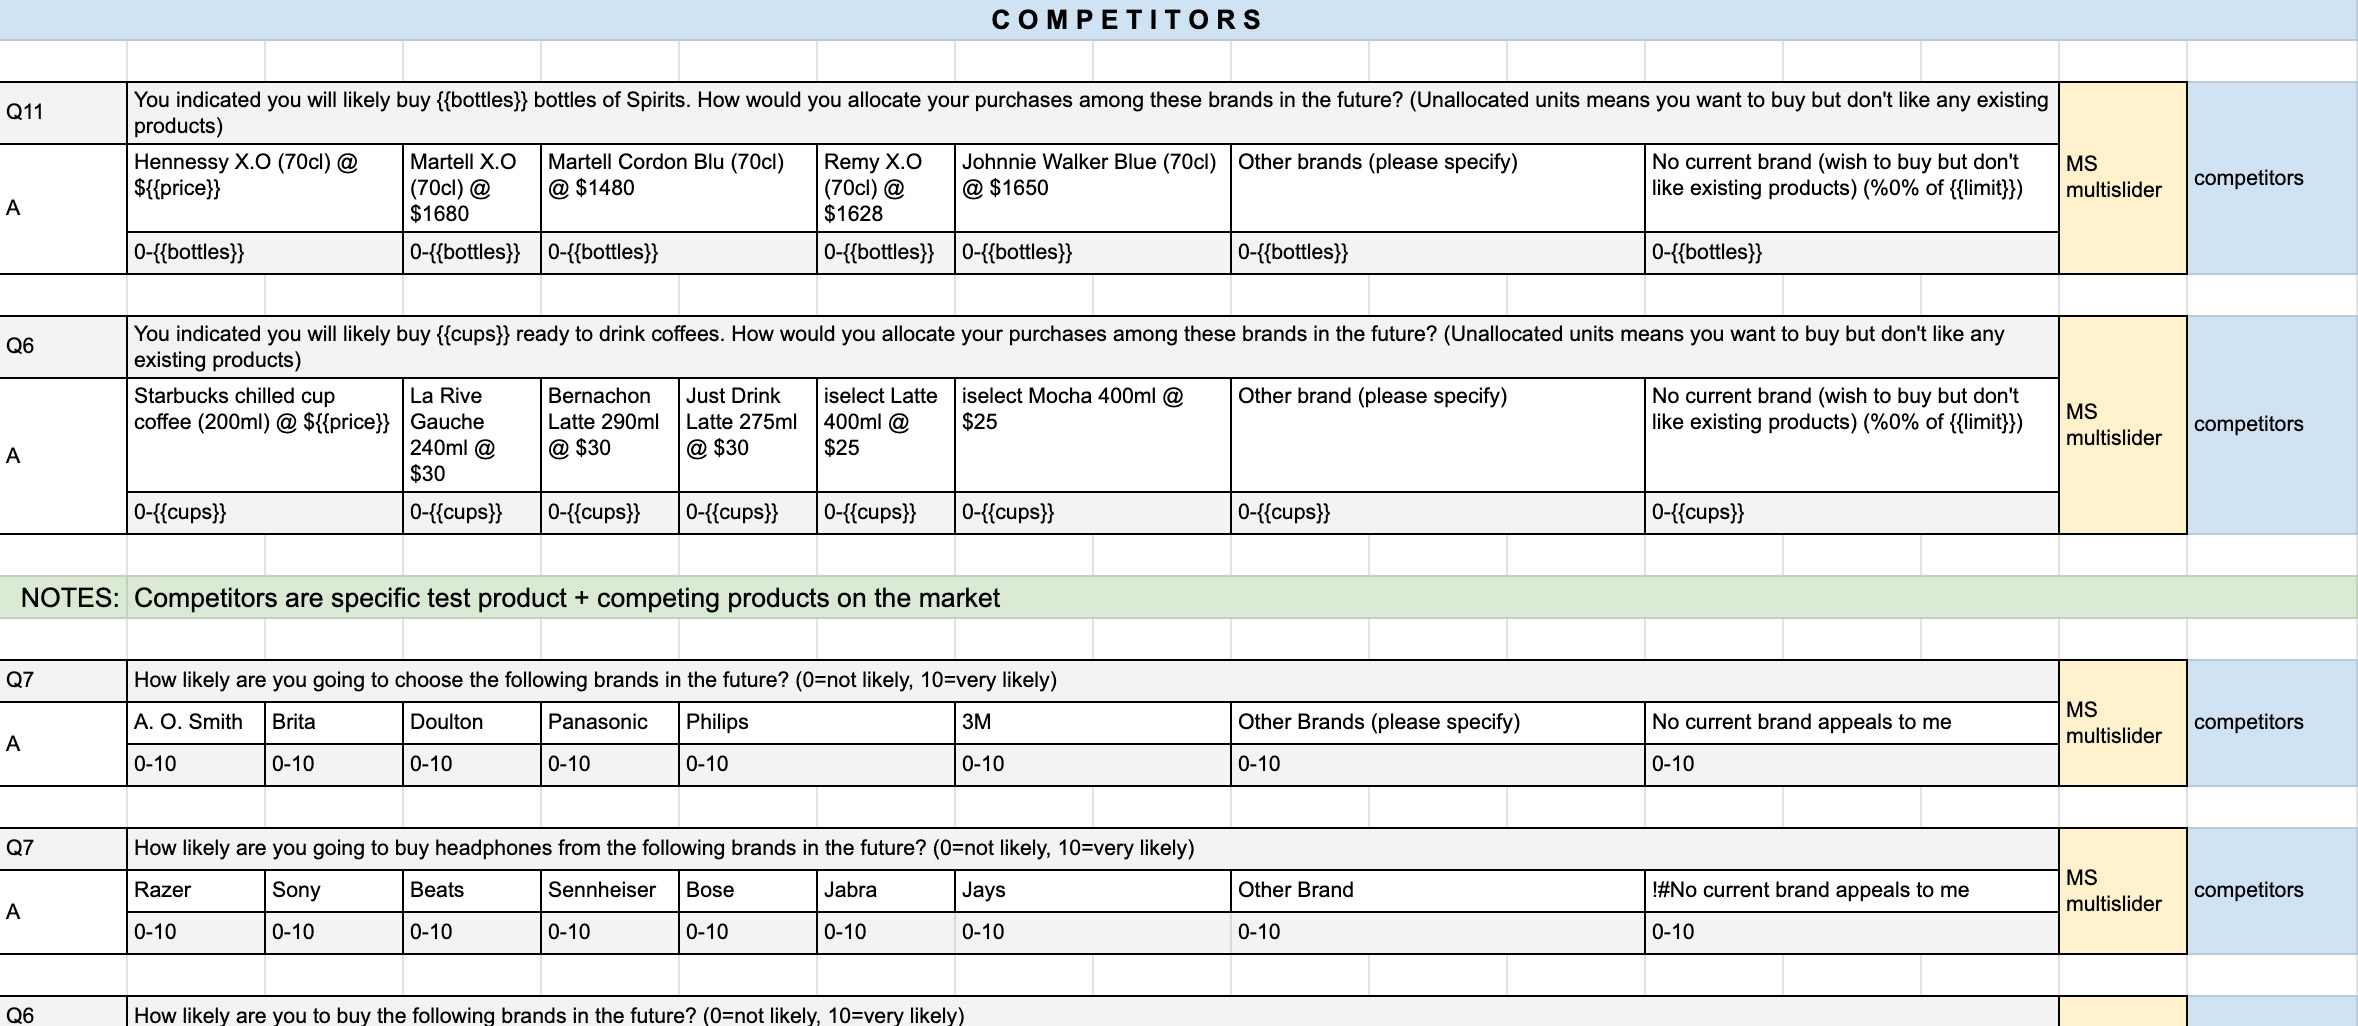 COMPETITORS
Q11
You indicated you will likely buy {{bottles}} bottles of Spirits. How would you allocate your purchases among these brands in the future? (Unallocated units means you want to buy but don't like any existing
products)
MS
multislider
competitors
A
Hennessy X.O (70cl) @
${{price}}
Martell X.O
(70cl) @
$1680
Martell Cordon Blu (70cl)
@ $1480
Remy X.O
(70cl) @
$1628
Johnnie Walker Blue (70cl)
@ $1650
Other brands (please specify)
No current brand (wish to buy but don't
like existing products) (%0% of {{limit}})
0-{{bottles}}
0-{{bottles}}
0-{{bottles}}
0-{{bottles}}
0-{{bottles}}
0-{{bottles}}
0-{{bottles}}
Q6
You indicated you will likely buy {{cups}} ready to drink coffees. How would you allocate your purchases among these brands in the future? (Unallocated units means you want to buy but don't like any
existing products)
MS
multislider
competitors
A
Starbucks chilled cup
coffee (200ml) @ ${{price}}
La Rive
Gauche
240ml @
$30
Bernachon
Latte 290ml
@ $30
Just Drink
Latte 275ml
@ $30
iselect Latte
400ml @
$25
iselect Mocha 400ml @
$25
Other brand (please specify)
No current brand (wish to buy but don't
like existing products) (%0% of {{limit}})
0-{{cups}}
0-{{cups}}
0-{{cups}}
0-{{cups}}
0-{{cups}}
0-{{cups}}
0-{{cups}}
0-{{cups}}
NOTES: Competitors are specific test product + competing products on the market
Q7
How likely are you going to choose the following brands in the future? (0=not likely, 10=very likely)
MS
multislider
competitors
A
A. O. Smith
Brita
Doulton
Panasonic
Philips
3M
Other Brands (please specify)
No current brand appeals to me
0-10
0-10
0-10
0-10
0-10
0-10
0-10
0-10
Q7
How likely are you going to buy headphones from the following brands in the future? (0=not likely, 10=very likely)
MS
multislider
competitors
A
Razer
Sony
Beats
Sennheiser
Bose
Jabra
Jays
Other Brand
!#No current brand appeals to me
0-10
0-10
0-10
0-10
0-10
0-10
0-10
0-10
0-10
Q6
How likely are you to buy the following brands in the future? (0=not likely, 10=very likely)